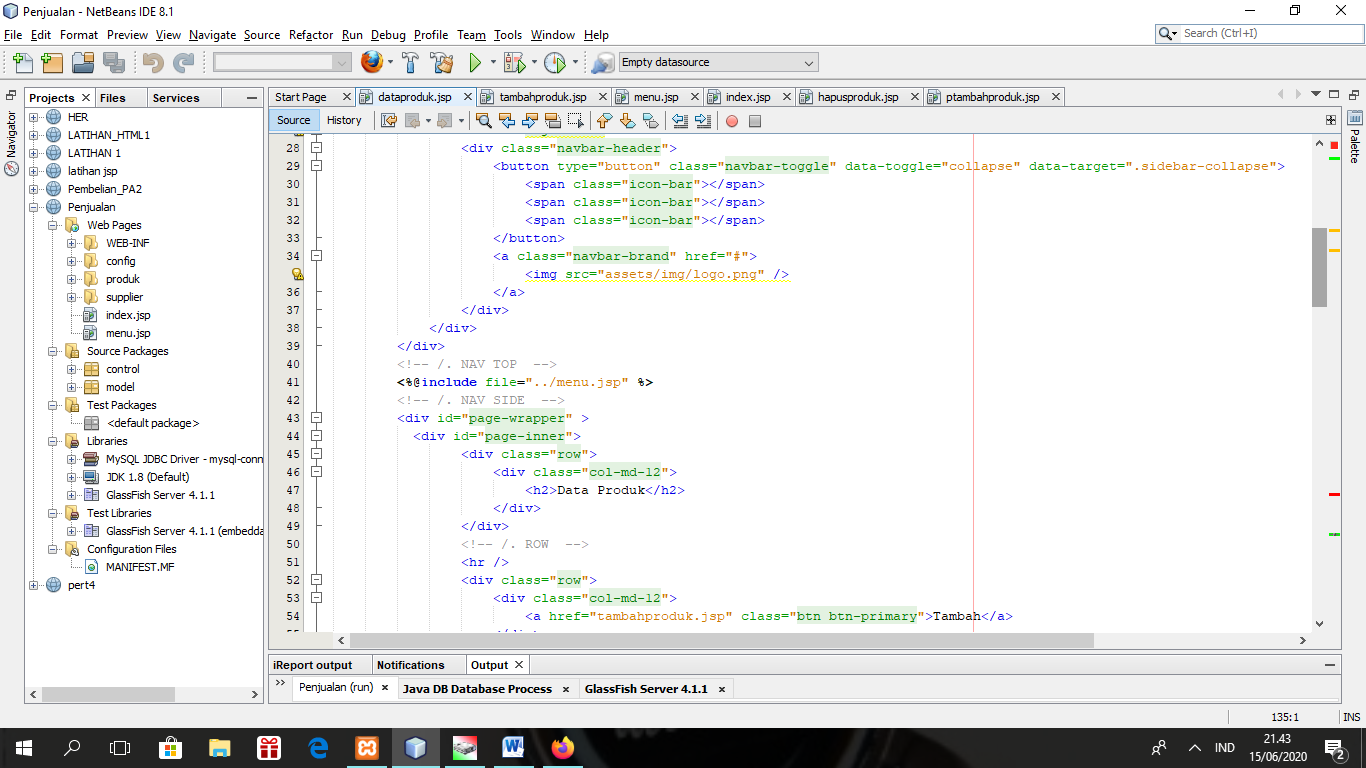 Penjualan - NetBeans IDE 8.1
File Edit Format Preview View Navigate Source Refactor Run Debug Profile Team Tools Window Help
Search (Ctrl+I)
Empty datasource
Projects Files Services
Start Page dataproduk.jsp tambahproduk.jsp menu.jsp index.jsp hapusproduk.jsp ptambahproduk.jsp
Source History
Navigator
Palette
HER
LATIHAN_HTML1
LATIHAN 1
latihan jsp
Pembelian_PA2
Penjualan
Web Pages
WEB-INF
config
produk
supplier
index.jsp
menu.jsp
Source Packages
control
model
Test Packages
<default package>
Libraries
MySQL JDBC Driver - mysql-conn
JDK 1.8 (Default)
GlassFish Server 4.1.1
Test Libraries
GlassFish Server 4.1.1 (embedda
Configuration Files
MANIFEST.MF
pert4
28 <div class="navbar-header">
29 <button type="button" class="navbar-toggle" data-toggle="collapse" data-target=".sidebar-collapse">
30 <span class="icon-bar"></span>
31 <span class="icon-bar"></span>
32 <span class="icon-bar"></span>
33 </button>
34 <a class="navbar-brand" href="#">
<img src="assets/img/logo.png" />
36 </a>
37 </div>
38 </div>
39 </div>
40 <!-- /. NAV TOP  -->
41 <%@include file="../menu.jsp" %>
42 <!-- /. NAV SIDE  -->
43 <div id="page-wrapper" >
44 <div id="page-inner">
45 <div class="row">
46 <div class="col-md-12">
47 <h2>Data Produk</h2>
48 </div>
49 </div>
50 <!-- /. ROW  -->
51 <hr />
52 <div class="row">
53 <div class="col-md-12">
54 <a href="tambahproduk.jsp" class="btn btn-primary">Tambah</a>
iReport output Notifications Output
Penjualan (run) Java DB Database Process GlassFish Server 4.1.1
135:1 INS
IND
21.43
15/06/2020
2